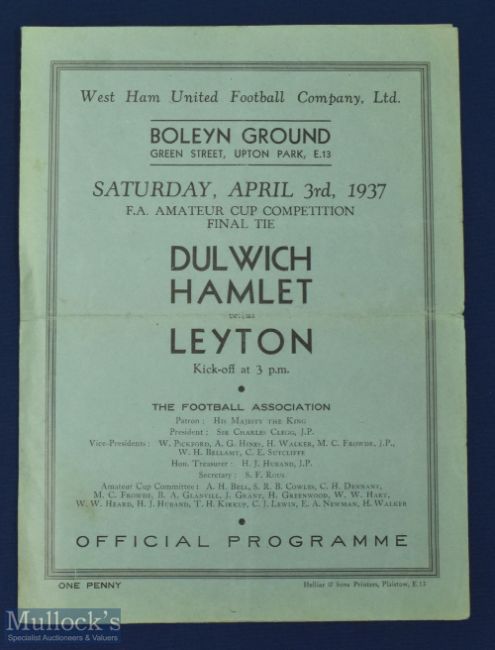 West Ham United Football Company, Ltd.
BOLEYN GROUND
GREEN STREET, UPTON PARK, E.13
SATURDAY, APRIL 3rd, 1937
F.A. AMATEUR CUP COMPETITION
FINAL TIE
DULWICH
HAMLET
versus
LEYTON
Kick-off at 3 p.m.
THE FOOTBALL ASSOCIATION
Patron : His Majesty the King
President : Sir Charles Clegg, J.P.
Vice-Presidents : W. Pickford, A. G. Hines, H. Walker, M. C. Frowde, J.P.,
W. H. Bellamy, C. E. Sutcliffe
Hon. Treasurer : H. J. Huband, J.P.
Secretary : S. F. Rous.
Amateur Cup Committee : A. H. Bell, S. R. B. Cowles, C. H. Dennant,
M. C. Frowde, B. A. Glanvill, J. Grant, H. Greenwood, W. W. Hart,
W. W. Heard, H. J. Huband, T. H. Kirkup, C. J. Lewin, E. A. Newman, H. Walker
OFFICIAL PROGRAMME
ONE PENNY
Helliar & Sons Printers, Plaistow, E.13
Mullock's
Specialist Auctioneers & Valuers